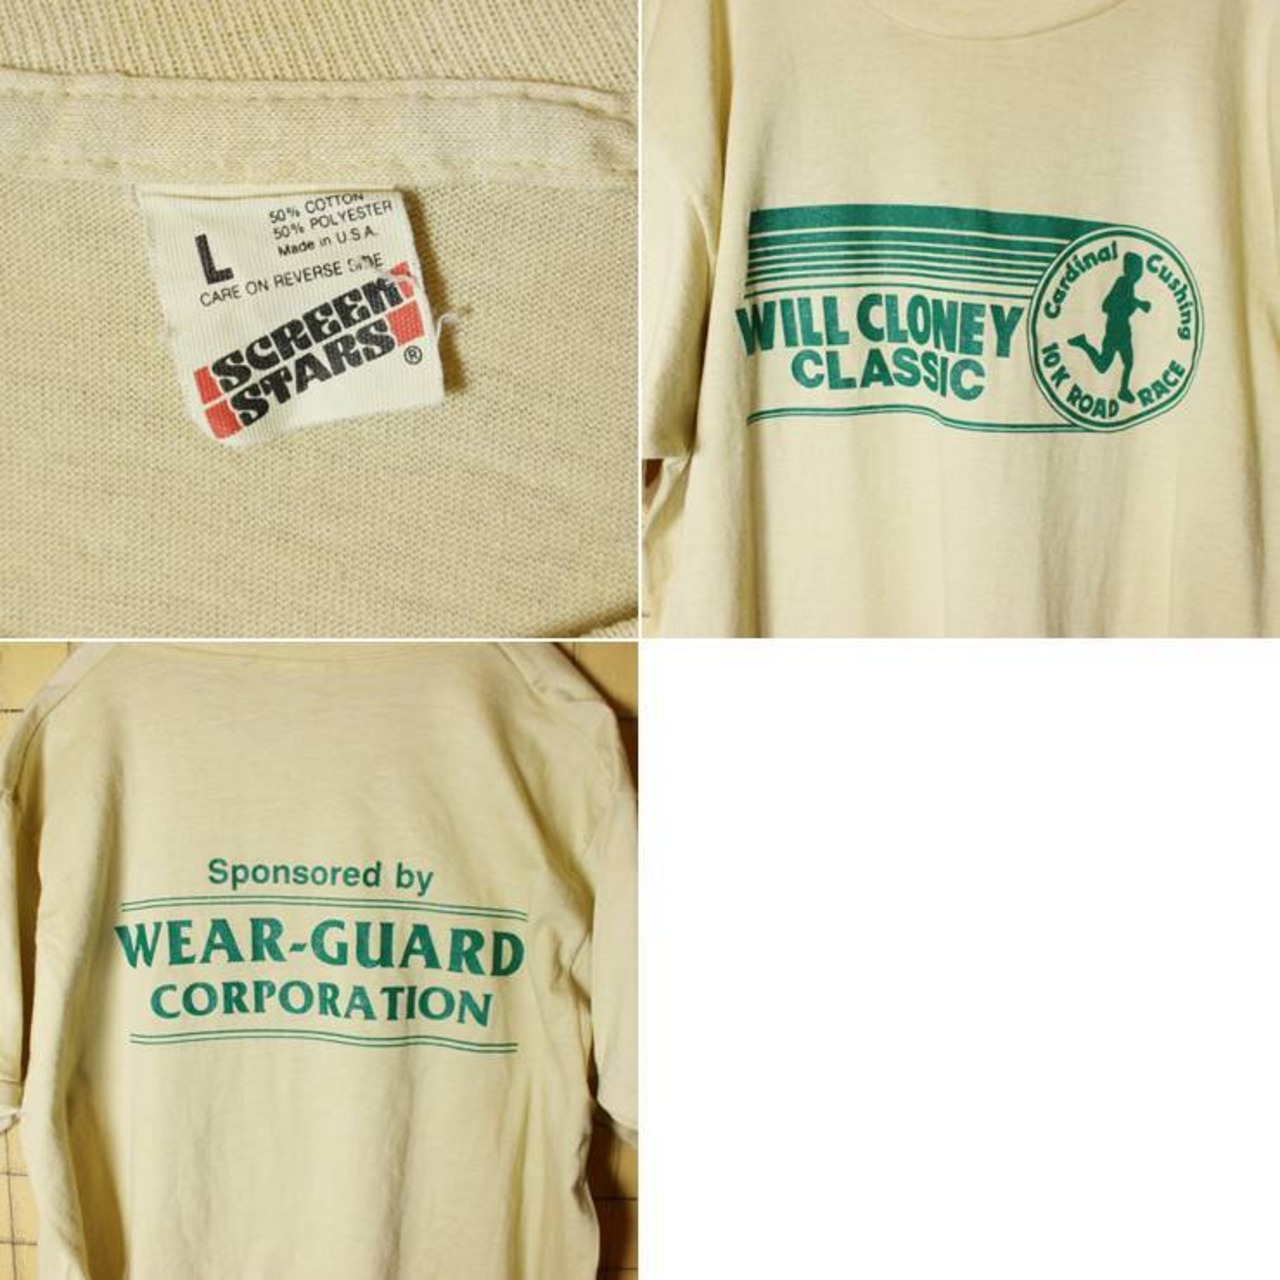 50% COTTON
50% POLYESTER
Made in U.S.A.
L
CARE ON REVERSE SIDE
SCREEN
STARS®
WILL CLONEY
CLASSIC
Cardinal Cushing
10K ROAD RACE
Sponsored by
WEAR-GUARD
CORPORATION